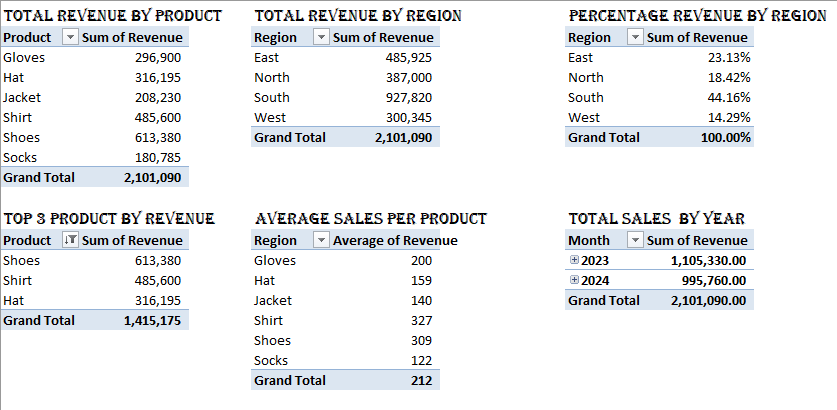 TOTAL REVENUE BY PRODUCT
Product Sum of Revenue
Gloves 296,900
Hat 316,195
Jacket 208,230
Shirt 485,600
Shoes 613,380
Socks 180,785
Grand Total 2,101,090
TOTAL REVENUE BY REGION
Region Sum of Revenue
East 485,925
North 387,000
South 927,820
West 300,345
Grand Total 2,101,090
PERCENTAGE REVENUE BY REGION
Region Sum of Revenue
East 23.13%
North 18.42%
South 44.16%
West 14.29%
Grand Total 100.00%
TOP 3 PRODUCT BY REVENUE
Product Sum of Revenue
Shoes 613,380
Shirt 485,600
Hat 316,195
Grand Total 1,415,175
AVERAGE SALES PER PRODUCT
Region Average of Revenue
Gloves 200
Hat 159
Jacket 140
Shirt 327
Shoes 309
Socks 122
Grand Total 212
TOTAL SALES BY YEAR
Month Sum of Revenue
2023 1,105,330.00
2024 995,760.00
Grand Total 2,101,090.00